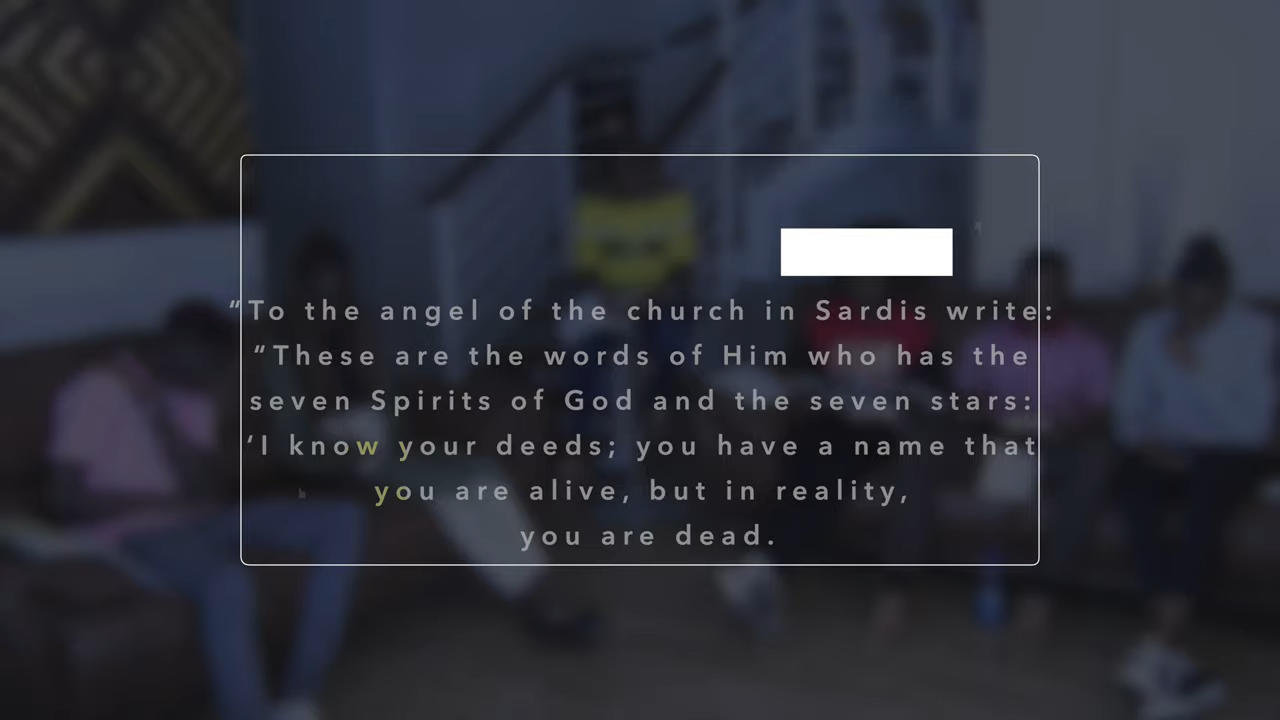 “To the angel of the church in Sardis write:
“These are the words of Him who has the
seven Spirits of God and the seven stars:
‘I know your deeds; you have a name that
you are alive, but in reality,
you are dead.